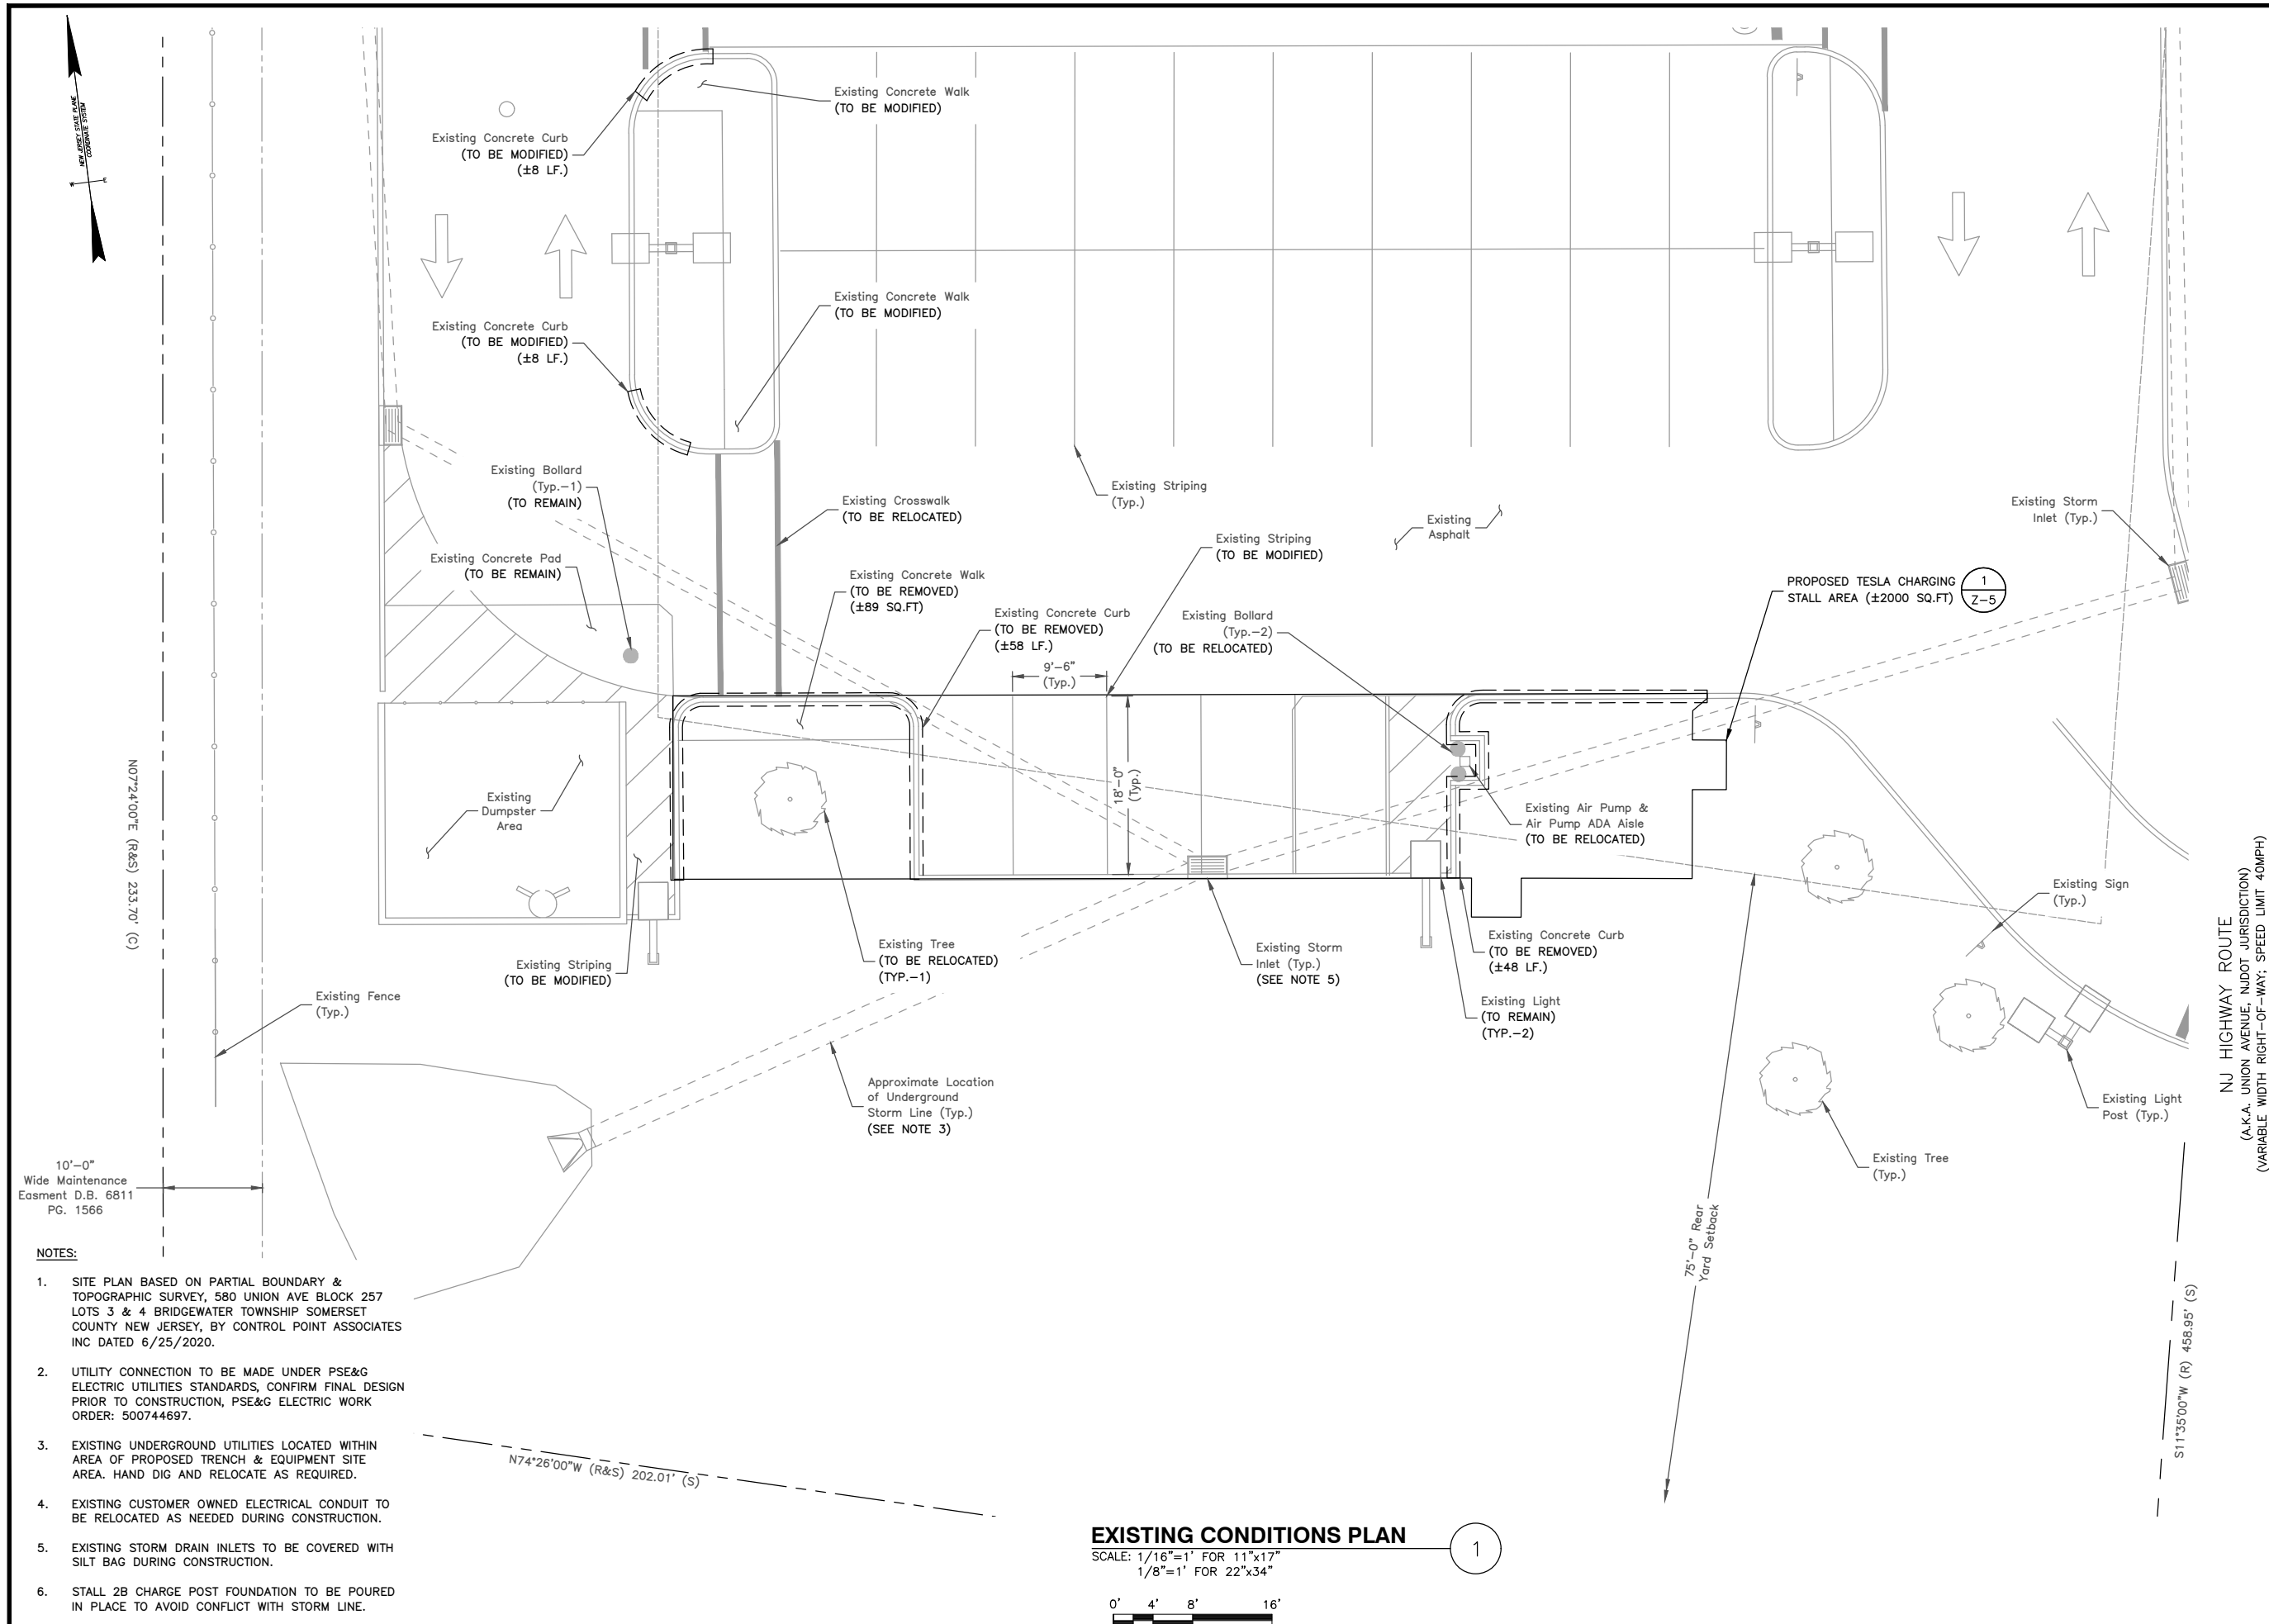 NEW JERSEY STATE PLANE
COORDINATE SYSTEM
W
E
Existing Concrete Walk
(TO BE MODIFIED)
Existing Concrete Curb
(TO BE MODIFIED)
(±8 LF.)
Existing Concrete Walk
(TO BE MODIFIED)
Existing Concrete Curb
(TO BE MODIFIED)
(±8 LF.)
Existing Bollard
(Typ.-1)
(TO REMAIN)
Existing Crosswalk
(TO BE RELOCATED)
Existing Striping
(Typ.)
Existing
Asphalt
Existing Storm
Inlet (Typ.)
Existing Concrete Pad
(TO BE REMAIN)
Existing Striping
(TO BE MODIFIED)
Existing Concrete Walk
(TO BE REMOVED)
(±89 SQ.FT)
Existing Concrete Curb
(TO BE REMOVED)
(±58 LF.)
Existing Bollard
(Typ.-2)
(TO BE RELOCATED)
PROPOSED TESLA CHARGING
STALL AREA (±2000 SQ.FT)
1
Z-5
9'-6"
(Typ.)
18'-0"
(Typ.)
Existing
Dumpster
Area
Existing Air Pump &
Air Pump ADA Aisle
(TO BE RELOCATED)
N07°24'00"E (R&S) 233.70' (C)
Existing Sign
(Typ.)
Existing Tree
(TO BE RELOCATED)
(TYP.-1)
Existing Storm
Inlet (Typ.)
(SEE NOTE 5)
Existing Concrete Curb
(TO BE REMOVED)
(±48 LF.)
Existing Striping
(TO BE MODIFIED)
Existing Fence
(Typ.)
Existing Light
(TO REMAIN)
(TYP.-2)
NJ HIGHWAY ROUTE
(A.K.A. UNION AVENUE, NJDOT JURISDICTION)
(VARIABLE WIDTH RIGHT-OF-WAY; SPEED LIMIT 40MPH)
Approximate Location
of Underground
Storm Line (Typ.)
(SEE NOTE 3)
Existing Light
Post (Typ.)
Existing Tree
(Typ.)
10'-0"
Wide Maintenance
Easment D.B. 6811
PG. 1566
75'-0" Rear
Yard Setback
S11°35'00"W (R) 458.95' (S)
NOTES:
1. SITE PLAN BASED ON PARTIAL BOUNDARY &
TOPOGRAPHIC SURVEY, 580 UNION AVE BLOCK 257
LOTS 3 & 4 BRIDGEWATER TOWNSHIP SOMERSET
COUNTY NEW JERSEY, BY CONTROL POINT ASSOCIATES
INC DATED 6/25/2020.
2. UTILITY CONNECTION TO BE MADE UNDER PSE&G
ELECTRIC UTILITIES STANDARDS, CONFIRM FINAL DESIGN
PRIOR TO CONSTRUCTION, PSE&G ELECTRIC WORK
ORDER: 500744697.
3. EXISTING UNDERGROUND UTILITIES LOCATED WITHIN
AREA OF PROPOSED TRENCH & EQUIPMENT SITE
AREA. HAND DIG AND RELOCATE AS REQUIRED.
4. EXISTING CUSTOMER OWNED ELECTRICAL CONDUIT TO
BE RELOCATED AS NEEDED DURING CONSTRUCTION.
5. EXISTING STORM DRAIN INLETS TO BE COVERED WITH
SILT BAG DURING CONSTRUCTION.
6. STALL 2B CHARGE POST FOUNDATION TO BE POURED
IN PLACE TO AVOID CONFLICT WITH STORM LINE.
N74°26'00"W (R&S) 202.01' (S)
EXISTING CONDITIONS PLAN
1
SCALE: 1/16"=1' FOR 11"x17"
1/8"=1' FOR 22"x34"
0' 4' 8' 16'